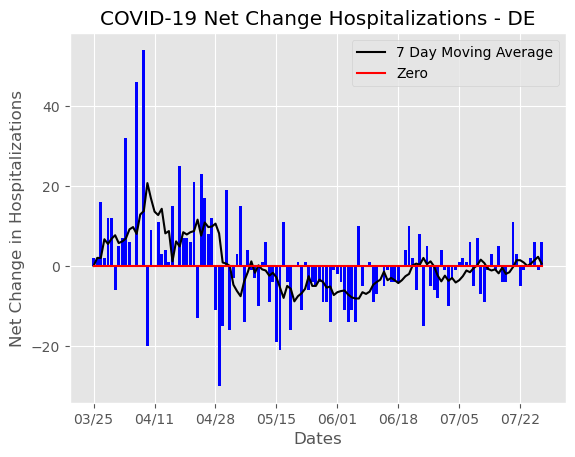 COVID-19 Net Change Hospitalizations - DE
7 Day Moving Average
Zero
Net Change in Hospitalizations
40
20
0
−20
03/25 04/11 04/28 05/15 06/01 06/18 07/05 07/22
Dates